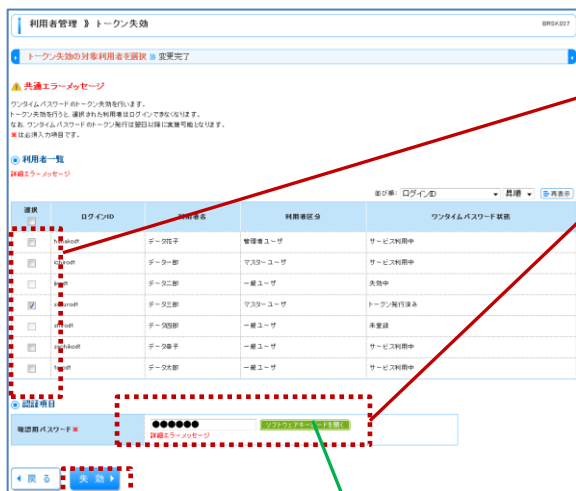 利用者管理 》 トークン失効
BRSK017
トークン失効の対象利用者を選択 変更完了
共通エラーメッセージ
ワンタイムパスワードのトークン失効を行います。
トークン失効を行うと、選択された利用者はログインできなくなります。
なお、ワンタイムパスワードのトークン発行は翌日以降に実施可能となります。
※は必須入力項目です。
利用者一覧
詳細エラーメッセージ
並び順: ログインID 昇順 再表示
選択 ログインID 利用者名 利用者区分 ワンタイムパスワード状態
データ花子 管理者ユーザ サービス利用中
ichirodt データ一郎 マスターユーザ サービス利用中
データ二郎 一般ユーザ 失効中
データ三郎 マスターユーザ トークン発行済み
データ四郎 一般ユーザ 未登録
データ幸子 一般ユーザ サービス利用中
データ太郎 一般ユーザ サービス利用中
認証項目
確認用パスワード※ ●●●●●● ソフトウェアキーボードを開く
詳細エラーメッセージ
戻る 失効